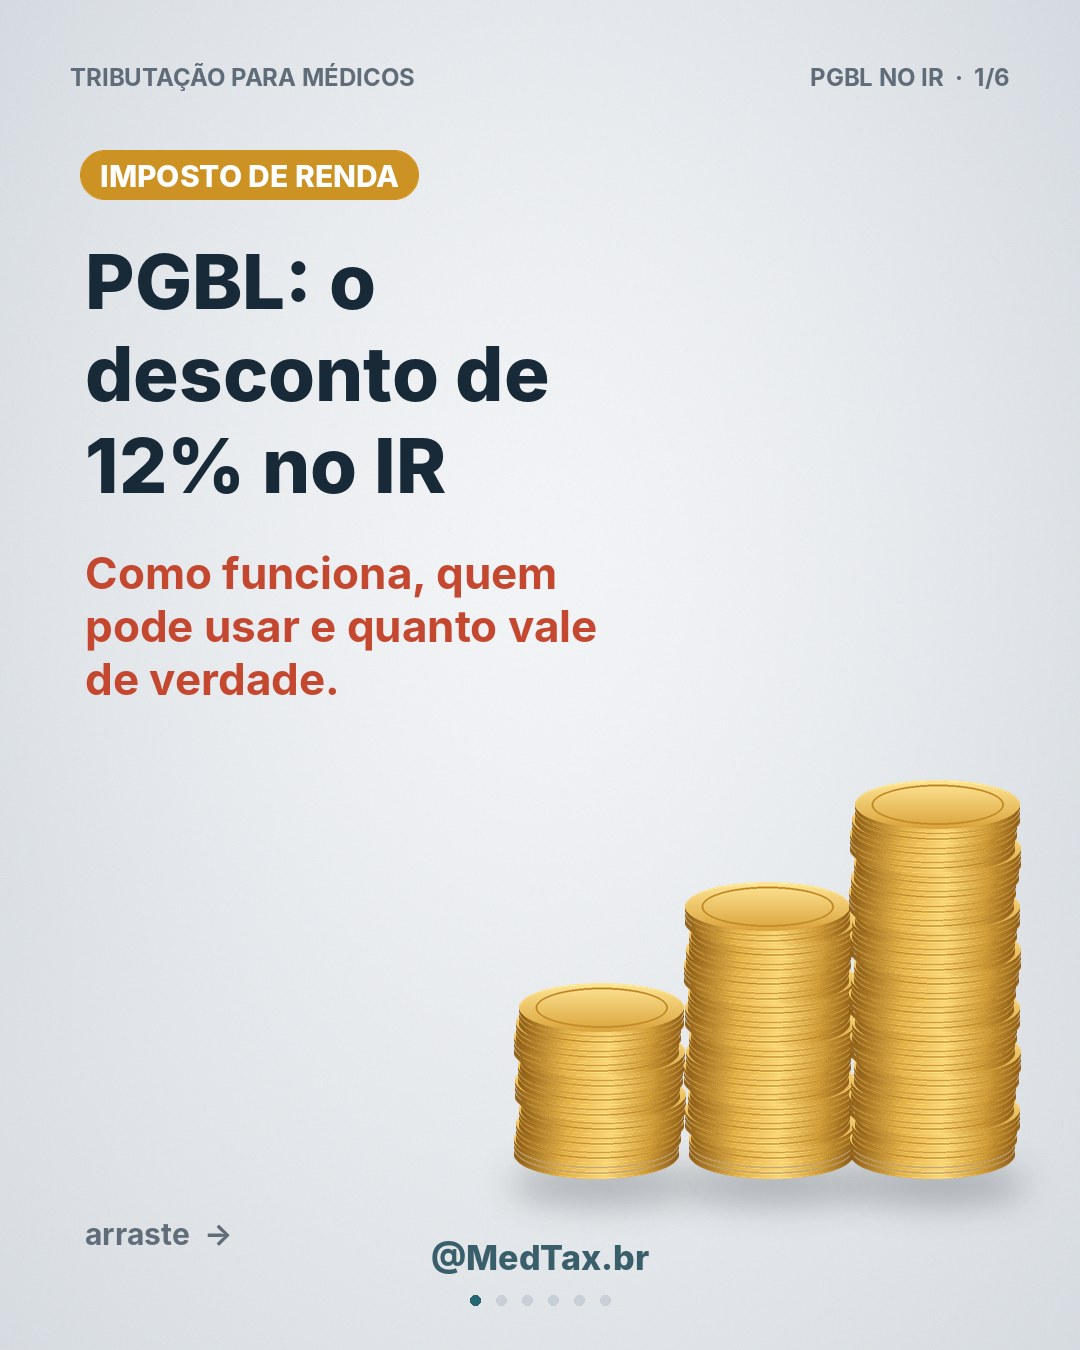 TRIBUTAÇÃO PARA MÉDICOS
PGBL NO IR · 1/6
IMPOSTO DE RENDA
PGBL: o
desconto de
12% no IR
Como funciona, quem
pode usar e quanto vale
de verdade.
arraste →
@MedTax.br